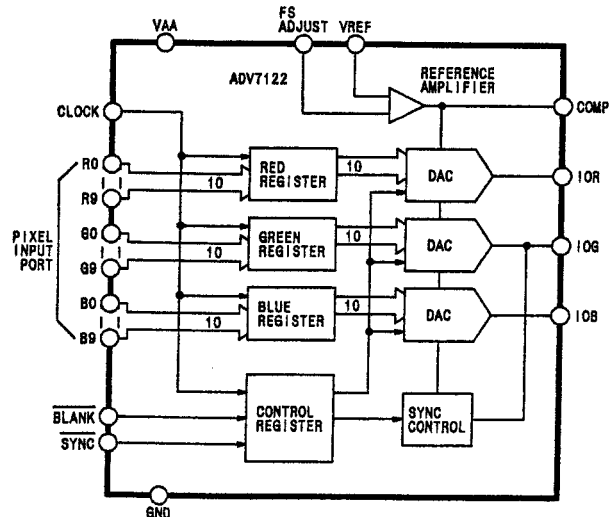 FS
ADJUST
VAA
VREF
ADV7122
REFERENCE
AMPLIFIER
CLOCK
COMP
R0
10
RED
REGISTER
10
DAC
IOR
R9
PIXEL
INPUT
PORT
G0
10
GREEN
REGISTER
10
DAC
IOG
G9
B0
10
BLUE
REGISTER
10
DAC
IOB
B9
BLANK
SYNC
CONTROL
REGISTER
SYNC
CONTROL
GND